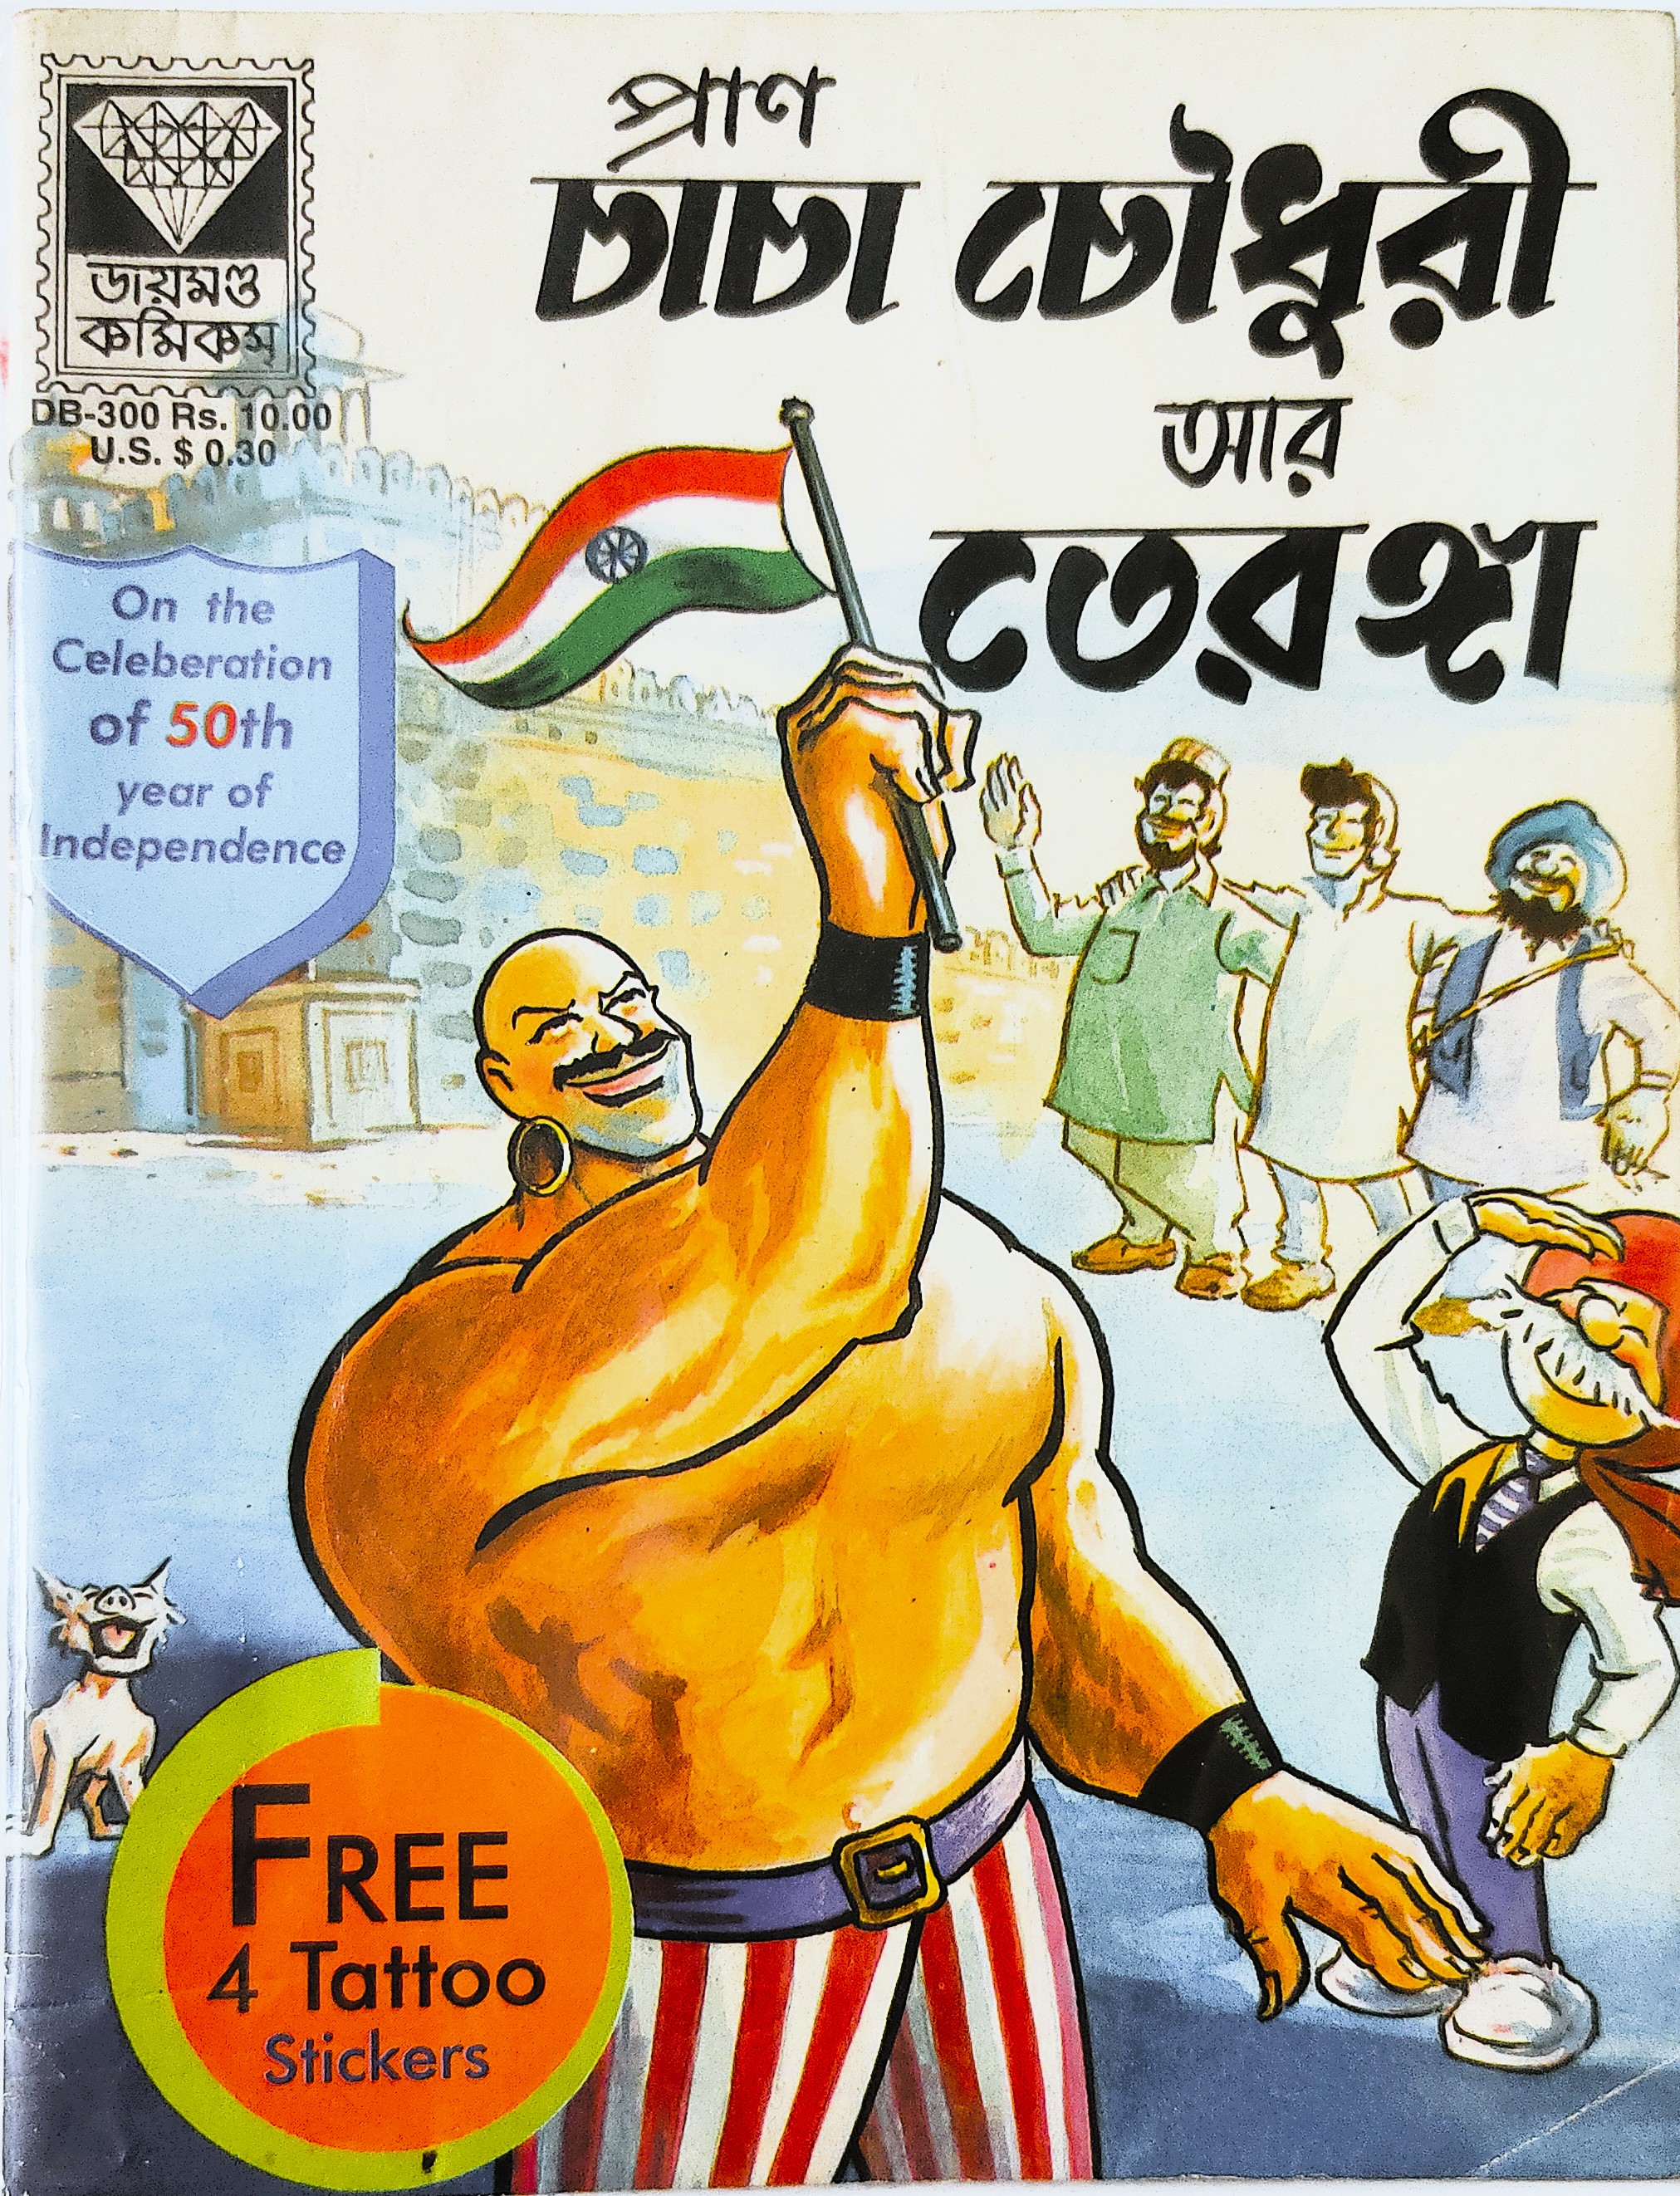 ডায়মণ্ড
কমিকস্
DB-300 Rs. 10.00
U.S. $ 0.30
প্রাণ
চাচা চৌধুরী
আর
তেরঙ্গা
On the
Celeberation
of 50th
year of
Independence
FREE
4 Tattoo
Stickers